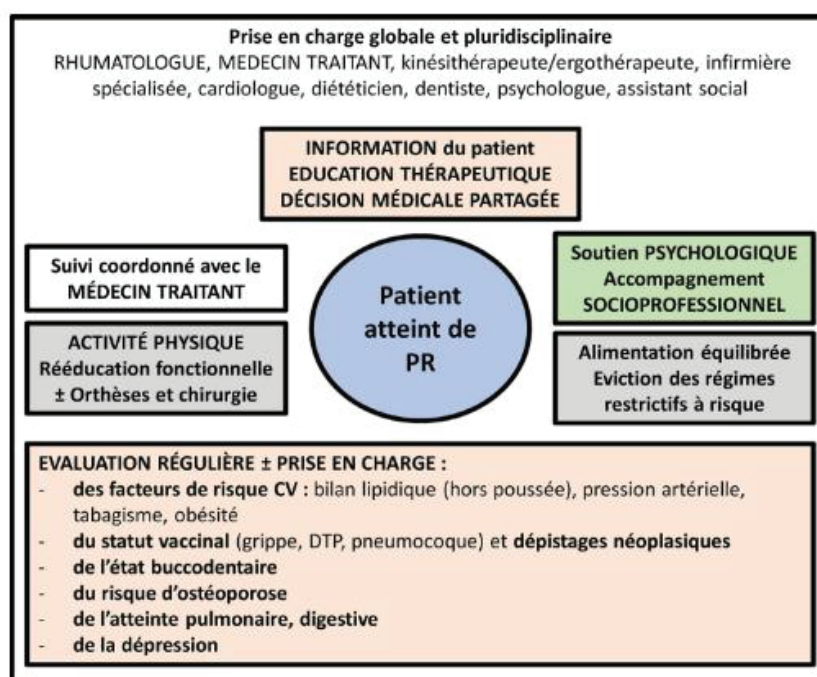 Prise en charge globale et pluridisciplinaire
RHUMATOLOGUE, MEDECIN TRAITANT, kinésithérapeute/ergothérapeute, infirmière
spécialisée, cardiologue, diététicien, dentiste, psychologue, assistant social
INFORMATION du patient
EDUCATION THÉRAPEUTIQUE
DÉCISION MÉDICALE PARTAGÉE
Suivi coordonné avec le
MÉDECIN TRAITANT
ACTIVITÉ PHYSIQUE
Rééducation fonctionnelle
± Orthèses et chirurgie
Patient
atteint de
PR
Soutien PSYCHOLOGIQUE
Accompagnement
SOCIOPROFESSIONNEL
Alimentation équilibrée
Eviction des régimes
restrictifs à risque
EVALUATION RÉGULIÈRE ± PRISE EN CHARGE :
- des facteurs de risque CV : bilan lipidique (hors poussée), pression artérielle,
tabagisme, obésité
- du statut vaccinal (grippe, DTP, pneumocoque) et dépistages néoplasiques
- de l'état buccodentaire
- du risque d'ostéoporose
- de l'atteinte pulmonaire, digestive
- de la dépression